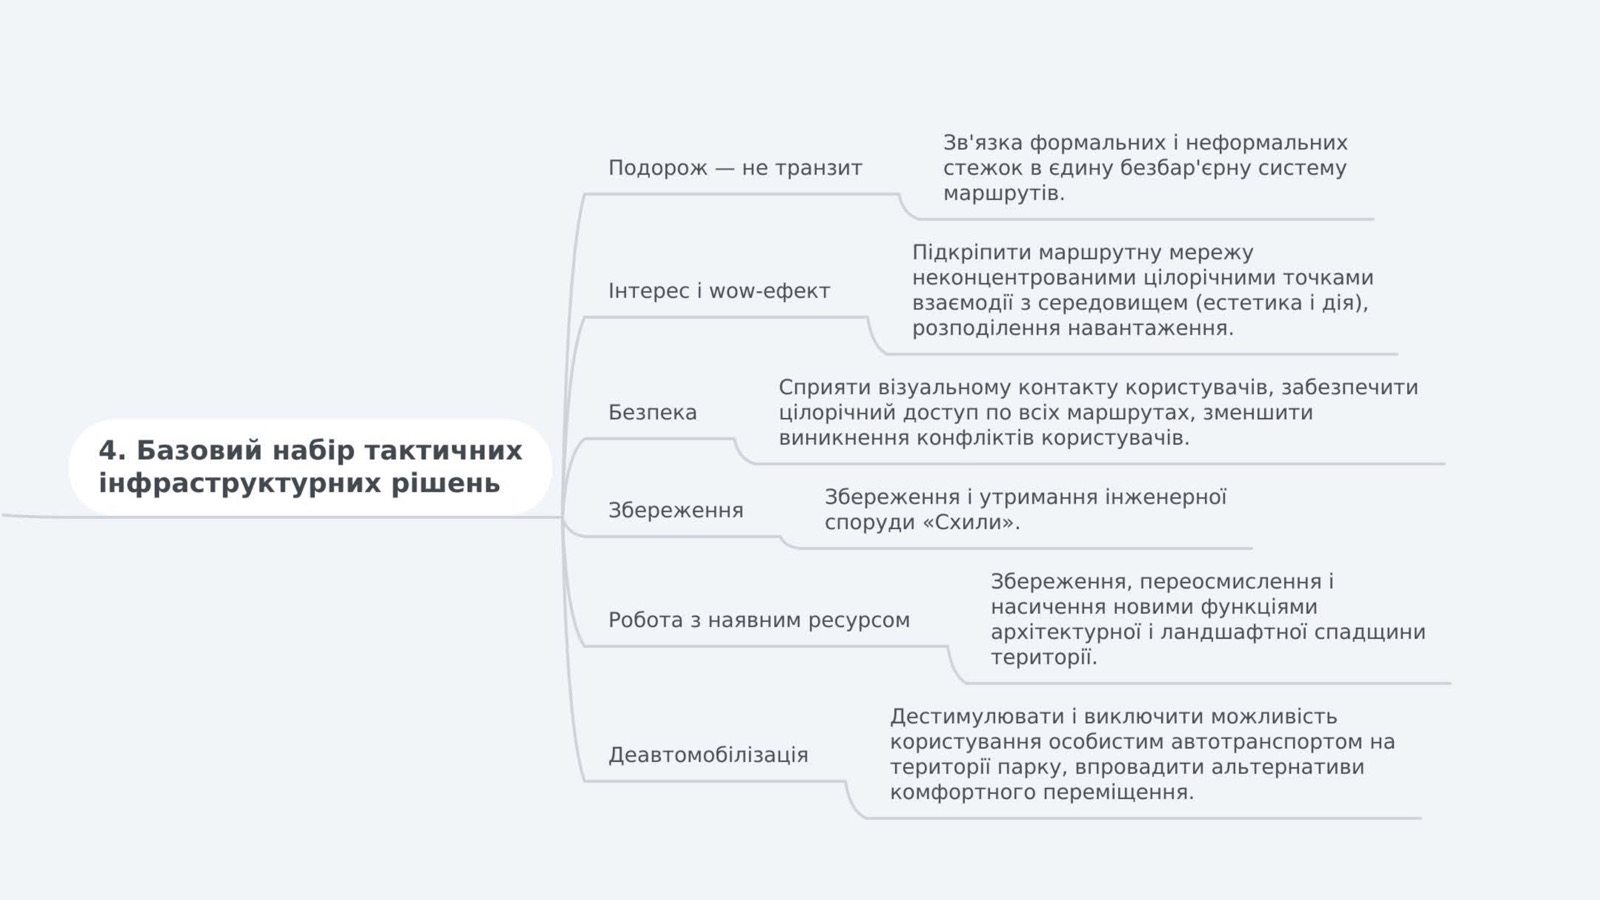 4. Базовий набір тактичних
інфраструктурних рішень
Подорож — не транзит
Зв'язка формальних і неформальних
стежок в єдину безбар'єрну систему
маршрутів.
Інтерес і wow-ефект
Підкріпити маршрутну мережу
неконцентрованими цілорічними точками
взаємодії з середовищем (естетика і дія),
розподілення навантаження.
Безпека
Сприяти візуальному контакту користувачів, забезпечити
цілорічний доступ по всіх маршрутах, зменшити
виникнення конфліктів користувачів.
Збереження
Збереження і утримання інженерної
споруди «Схили».
Робота з наявним ресурсом
Збереження, переосмислення і
насичення новими функціями
архітектурної і ландшафтної спадщини
території.
Деавтомобілізація
Дестимулювати і виключити можливість
користування особистим автотранспортом на
території парку, впровадити альтернативи
комфортного переміщення.